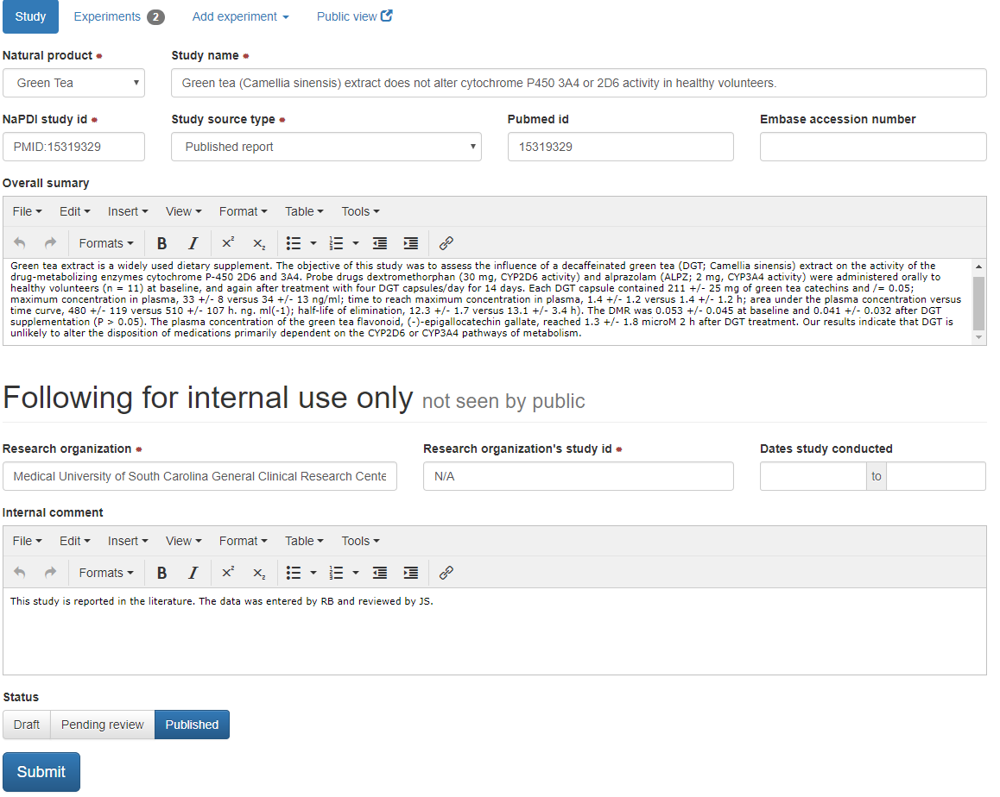 Study Experiments 2 Add experiment Public view
Natural product * Study name *
Green Tea Green tea (Camellia sinensis) extract does not alter cytochrome P450 3A4 or 2D6 activity in healthy volunteers.
NaPDI study id * Study source type * Pubmed id Embase accession number
PMID:15319329 Published report 15319329
Overall sumary
File Edit Insert View Format Table Tools
Formats B I x² x₂
Green tea extract is a widely used dietary supplement. The objective of this study was to assess the influence of a decaffeinated green tea (DGT; Camellia sinensis) extract on the activity of the
drug-metabolizing enzymes cytochrome P-450 2D6 and 3A4. Probe drugs dextromethorphan (30 mg, CYP2D6 activity) and alprazolam (ALPZ; 2 mg, CYP3A4 activity) were administered orally to
healthy volunteers (n = 11) at baseline, and again after treatment with four DGT capsules/day for 14 days. Each DGT capsule contained 211 +/- 25 mg of green tea catechins and /= 0.05;
maximum concentration in plasma, 33 +/- 8 versus 34 +/- 13 ng/ml; time to reach maximum concentration in plasma, 1.4 +/- 1.2 versus 1.4 +/- 1.2 h; area under the plasma concentration versus
time curve, 480 +/- 119 versus 510 +/- 107 h. ng. ml(-1); half-life of elimination, 12.3 +/- 1.7 versus 13.1 +/- 3.4 h). The DMR was 0.053 +/- 0.045 at baseline and 0.041 +/- 0.032 after DGT
supplementation (P > 0.05). The plasma concentration of the green tea flavonoid, (-)-epigallocatechin gallate, reached 1.3 +/- 1.8 microM 2 h after DGT treatment. Our results indicate that DGT is
unlikely to alter the disposition of medications primarily dependent on the CYP2D6 or CYP3A4 pathways of metabolism.
Following for internal use only not seen by public
Research organization * Research organization's study id * Dates study conducted
Medical University of South Carolina General Clinical Research Cente N/A to
Internal comment
File Edit Insert View Format Table Tools
Formats B I x² x₂
This study is reported in the literature. The data was entered by RB and reviewed by JS.
Status
Draft Pending review Published
Submit